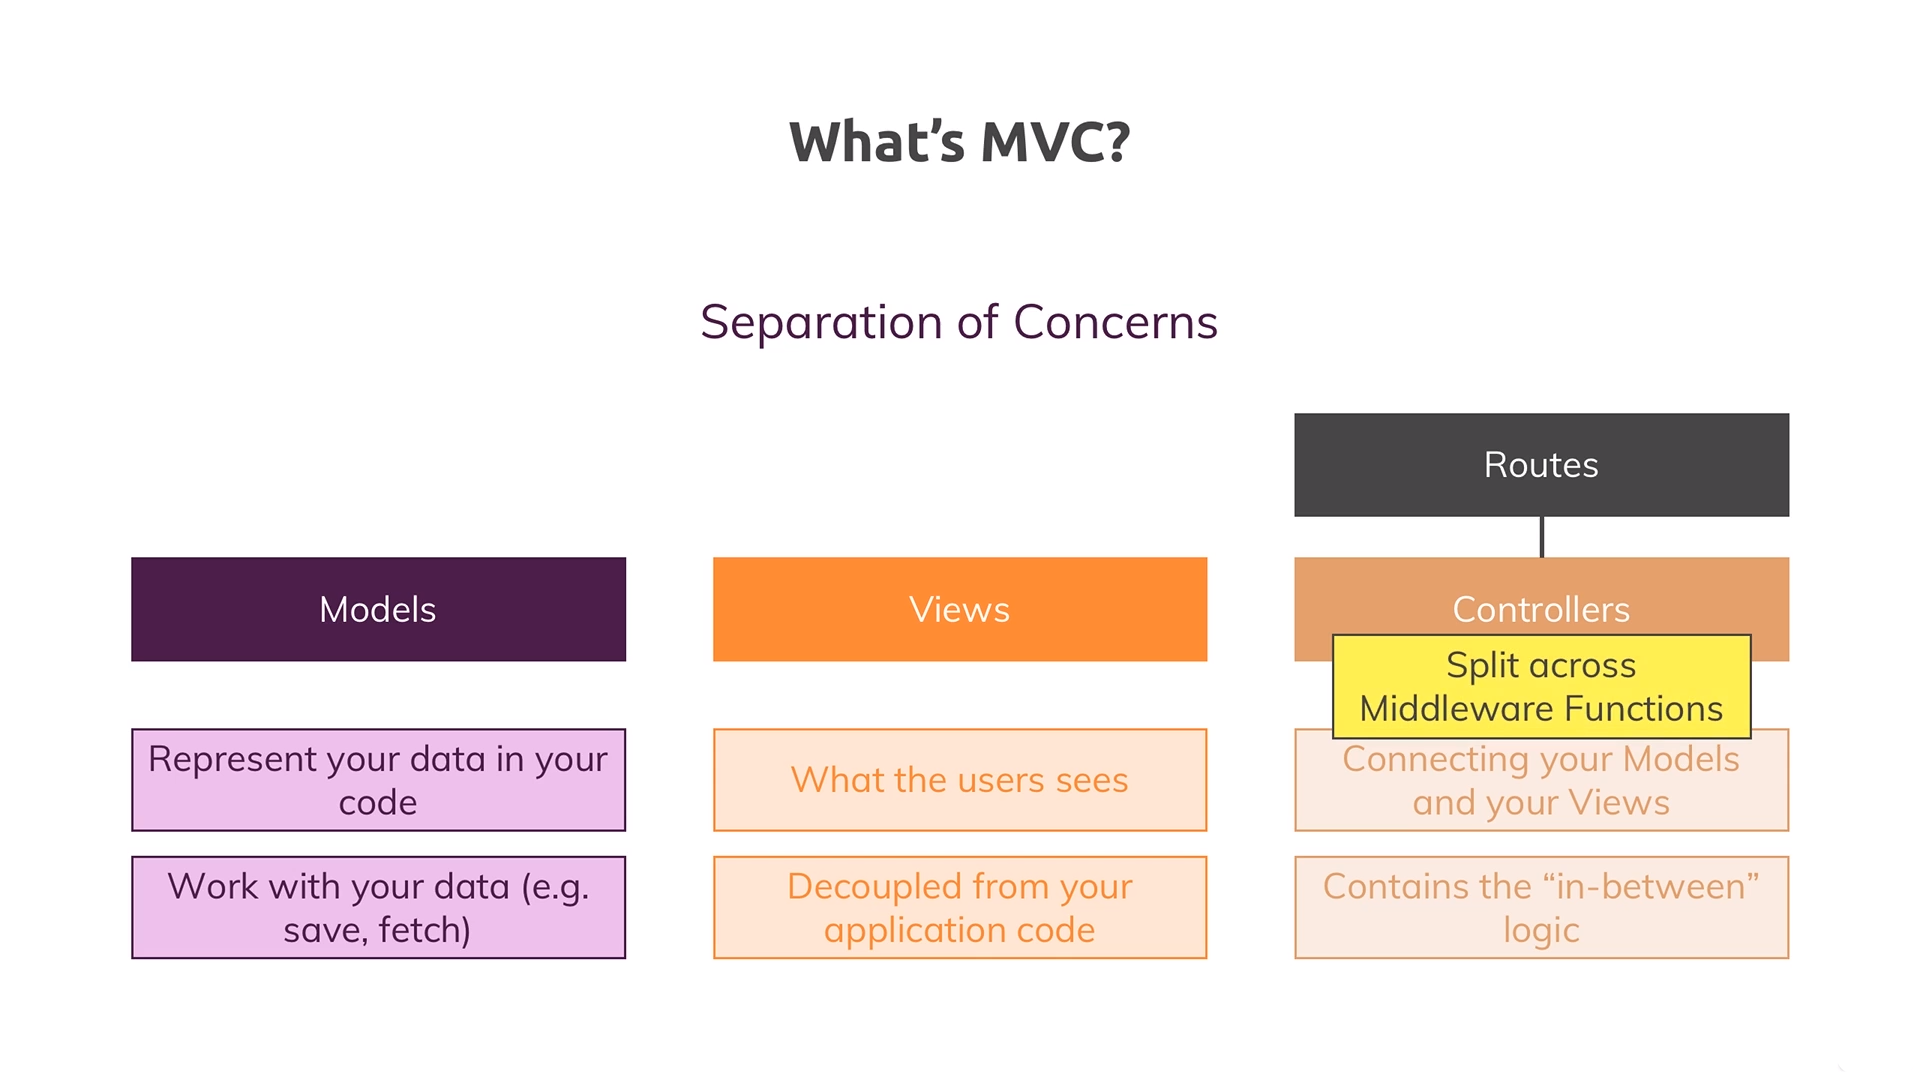 What’s MVC?
Separation of Concerns
Routes
Models
Views
Controllers
Split across
Middleware Functions
Represent your data in your
code
What the users sees
Connecting your Models
and your Views
Work with your data (e.g.
save, fetch)
Decoupled from your
application code
Contains the “in-between”
logic